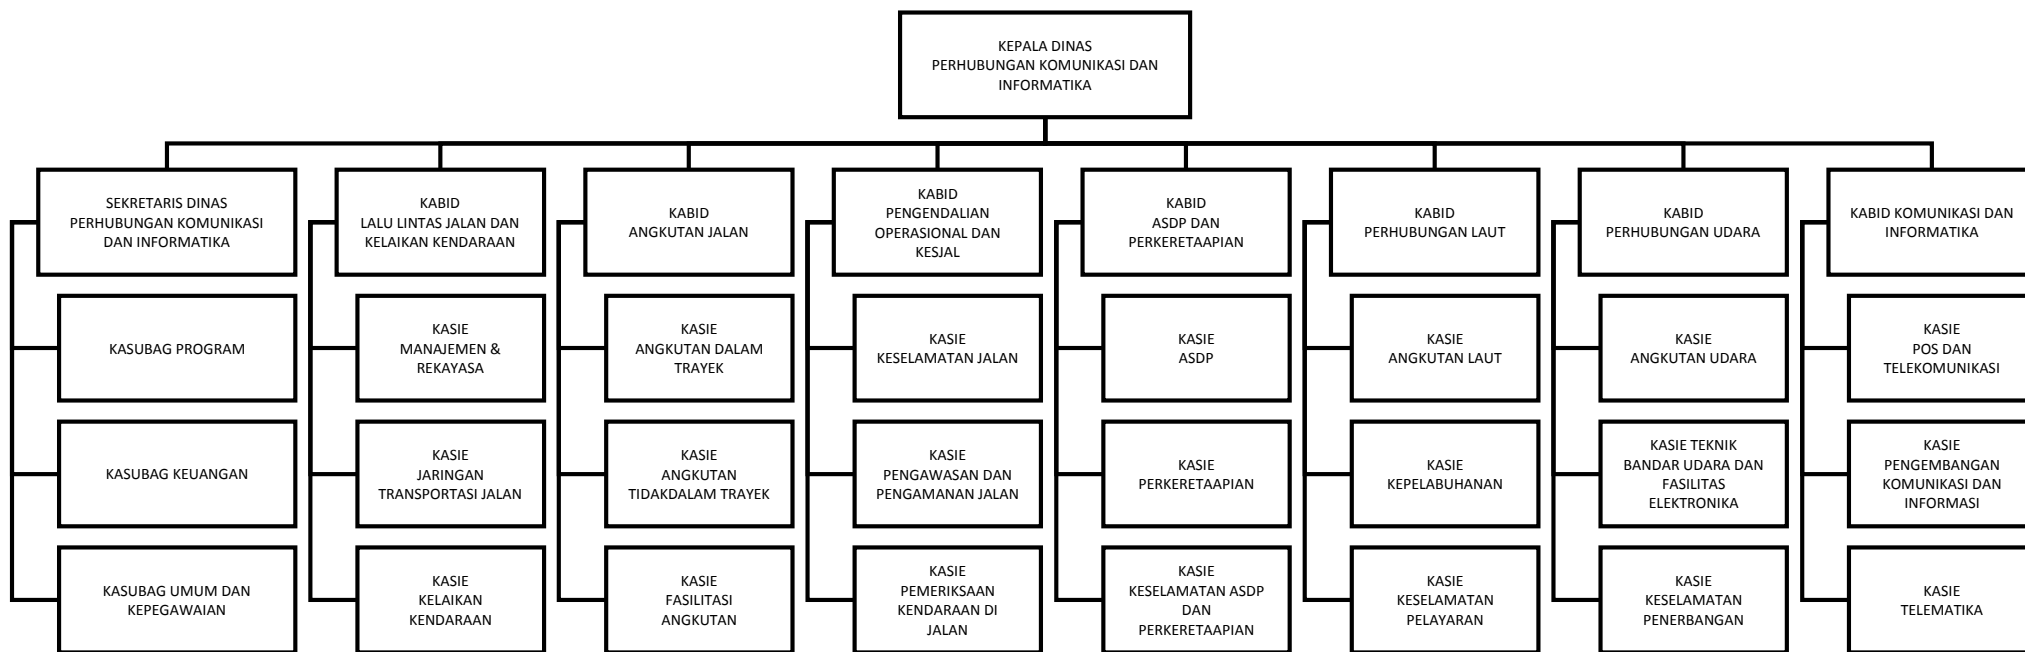 KEPALA DINAS
PERHUBUNGAN KOMUNIKASI DAN
INFORMATIKA
SEKRETARIS DINAS
PERHUBUNGAN KOMUNIKASI
DAN INFORMATIKA
KABID
LALU LINTAS JALAN DAN
KELAIKAN KENDARAAN
KABID
ANGKUTAN JALAN
KABID
PENGENDALIAN
OPERASIONAL DAN
KESJAL
KABID
ASDP DAN
PERKERETAAPIAN
KABID
PERHUBUNGAN LAUT
KABID
PERHUBUNGAN UDARA
KABID KOMUNIKASI DAN
INFORMATIKA
KASUBAG PROGRAM
KASIE
MANAJEMEN &
REKAYASA
KASIE
ANGKUTAN DALAM
TRAYEK
KASIE
KESELAMATAN JALAN
KASIE
ASDP
KASIE
ANGKUTAN LAUT
KASIE
ANGKUTAN UDARA
KASIE
POS DAN
TELEKOMUNIKASI
KASUBAG KEUANGAN
KASIE
JARINGAN
TRANSPORTASI JALAN
KASIE
ANGKUTAN
TIDAKDALAM TRAYEK
KASIE
PENGAWASAN DAN
PENGAMANAN JALAN
KASIE
PERKERETAAPIAN
KASIE
KEPELABUHANAN
KASIE TEKNIK
BANDAR UDARA DAN
FASILITAS
ELEKTRONIKA
KASIE
PENGEMBANGAN
KOMUNIKASI DAN
INFORMASI
KASUBAG UMUM DAN
KEPEGAWAIAN
KASIE
KELAIKAN
KENDARAAN
KASIE
FASILITASI
ANGKUTAN
KASIE
PEMERIKSAAN
KENDARAAN DI
JALAN
KASIE
KESELAMATAN ASDP
DAN
PERKERETAAPIAN
KASIE
KESELAMATAN
PELAYARAN
KASIE
KESELAMATAN
PENERBANGAN
KASIE
TELEMATIKA